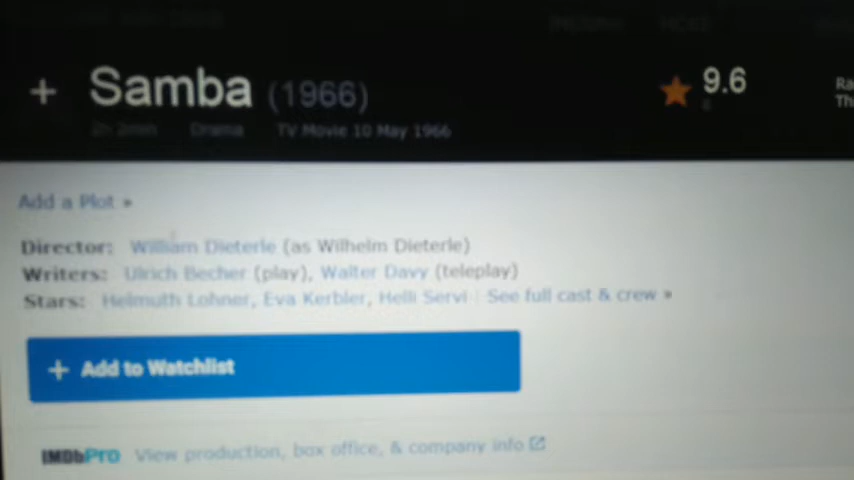 + Samba (1966) 9.6
Drama TV Movie 10 May 1966
Add a Plot »
Director: William Dieterle (as Wilhelm Dieterle)
Writers: Ulrich Becher (play), Walter Davy (teleplay)
Stars: Helmuth Lohner, Eva Kerbler, Helli Servi | See full cast & crew »
+ Add to Watchlist
IMDbPro View production, box office, & company info